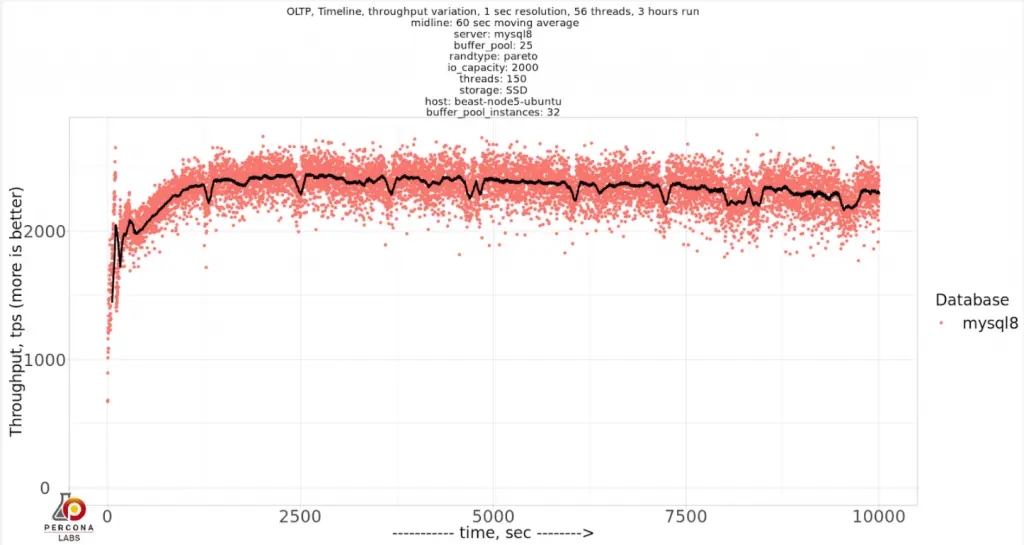 OLTP, Timeline, throughput variation, 1 sec resolution, 56 threads, 3 hours run
midline: 60 sec moving average
server: mysql8
buffer_pool: 25
randtype: pareto
io_capacity: 2000
threads: 150
storage: SSD
host: beast-node5-ubuntu
buffer_pool_instances: 32
Throughput, tps (more is better)
2000
1000
0
0 2500 5000 7500 10000
----------- time, sec -------->
Database
mysql8
PERCONA
LABS